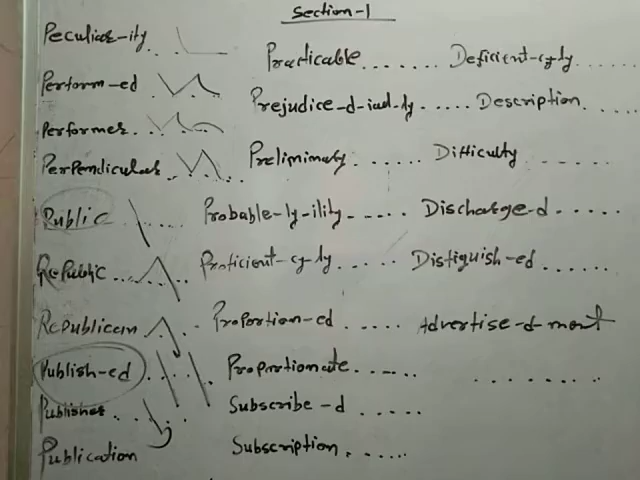 Section-1
Peculiar-ity
Perform-ed
Performer
Perpendicular
Public
Republic
Republican
Publish-ed
Publisher
Publication
Practicable
Prejudice-d-ial-ly
Preliminary
Probable-ly-ility
Proficient-cy-ly
Proportion-ed
Proportionate
Subscribe-d
Subscription
Deficient-cy-ly
Description
Difficulty
Discharge-d
Distiguish-ed
Advertise-d-ment